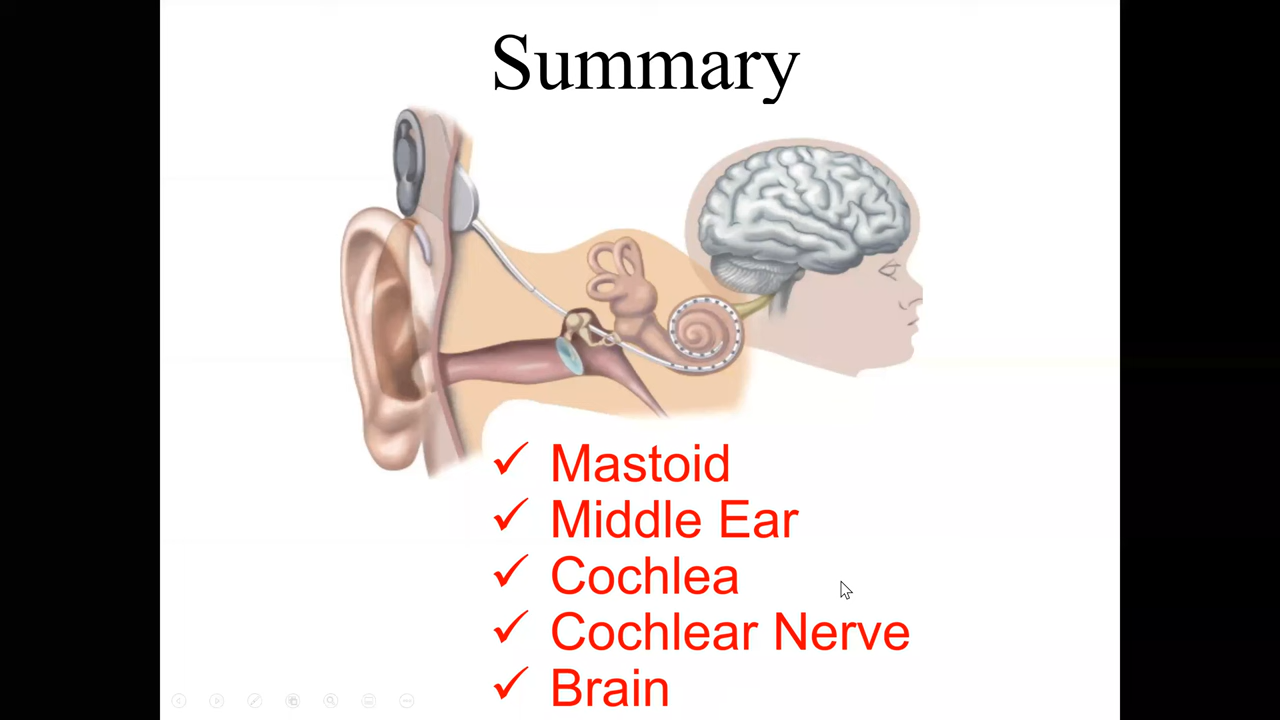 Summary
✓ Mastoid
✓ Middle Ear
✓ Cochlea
✓ Cochlear Nerve
✓ Brain